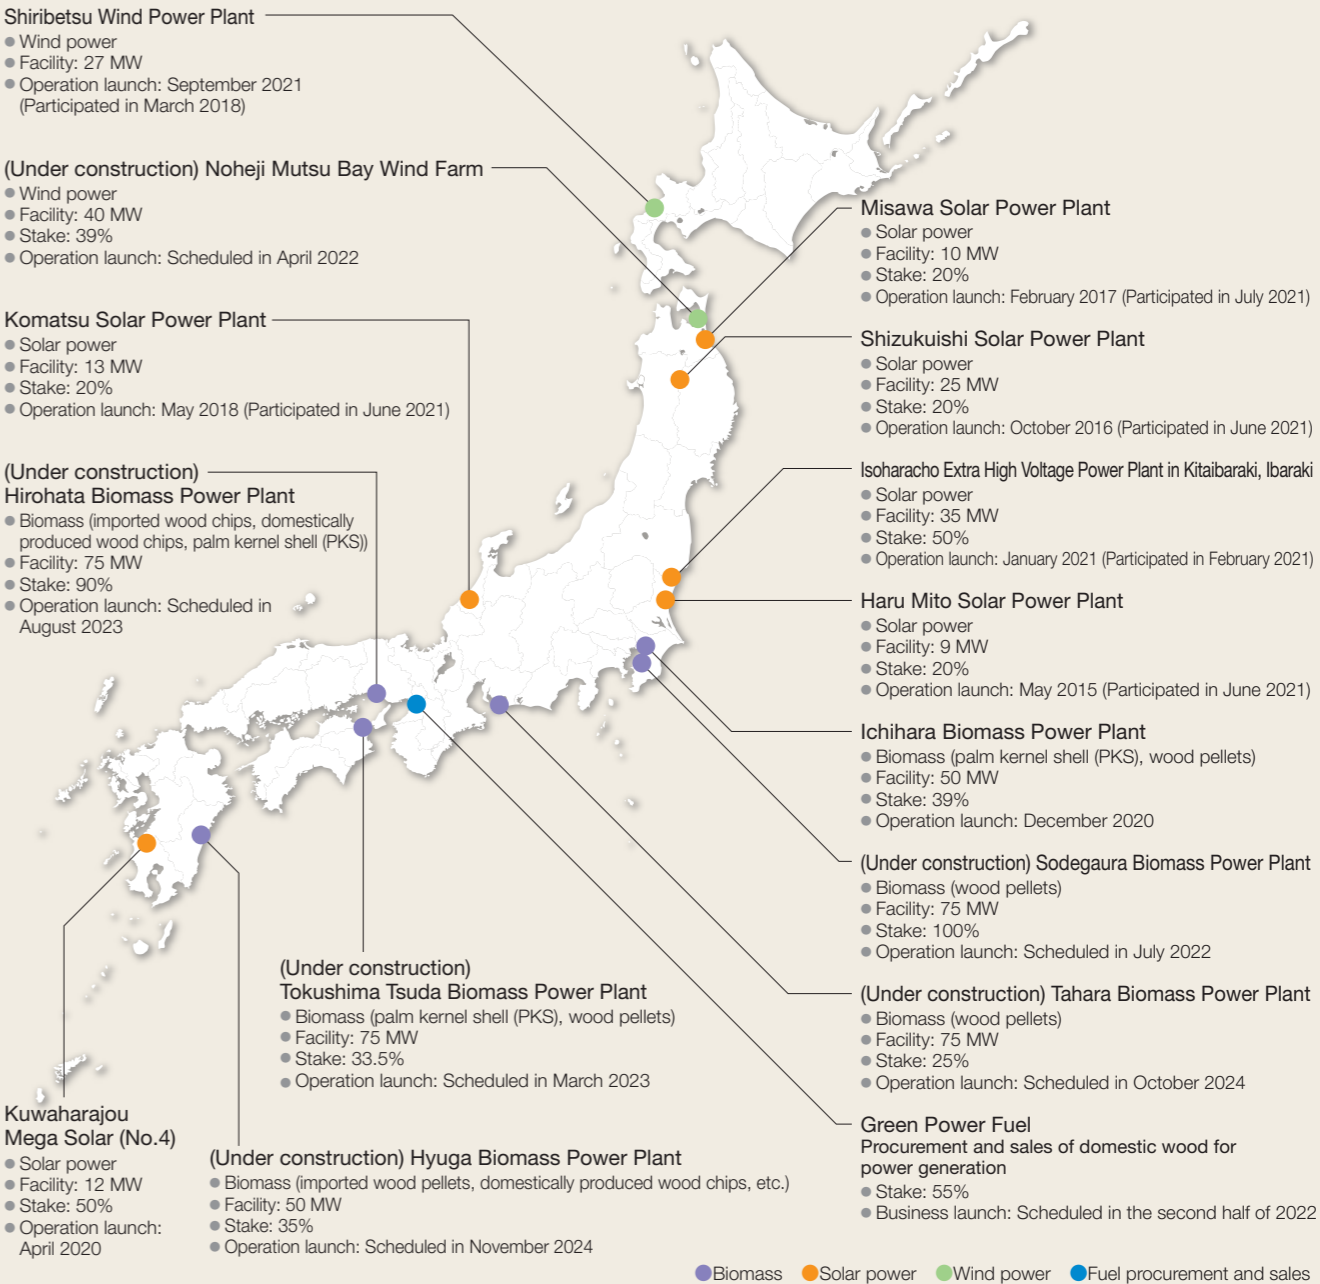 Shiribetsu Wind Power Plant
Wind power
Facility: 27 MW
Operation launch: September 2021
(Participated in March 2018)
(Under construction) Noheji Mutsu Bay Wind Farm
Wind power
Facility: 40 MW
Stake: 39%
Operation launch: Scheduled in April 2022
Komatsu Solar Power Plant
Solar power
Facility: 13 MW
Stake: 20%
Operation launch: May 2018 (Participated in June 2021)
(Under construction)
Hirohata Biomass Power Plant
Biomass (imported wood chips, domestically
produced wood chips, palm kernel shell (PKS))
Facility: 75 MW
Stake: 90%
Operation launch: Scheduled in
August 2023
Misawa Solar Power Plant
Solar power
Facility: 10 MW
Stake: 20%
Operation launch: February 2017 (Participated in July 2021)
Shizukuishi Solar Power Plant
Solar power
Facility: 25 MW
Stake: 20%
Operation launch: October 2016 (Participated in June 2021)
Isoharacho Extra High Voltage Power Plant in Kitaibaraki, Ibaraki
Solar power
Facility: 35 MW
Stake: 50%
Operation launch: January 2021 (Participated in February 2021)
Haru Mito Solar Power Plant
Solar power
Facility: 9 MW
Stake: 20%
Operation launch: May 2015 (Participated in June 2021)
Ichihara Biomass Power Plant
Biomass (palm kernel shell (PKS), wood pellets)
Facility: 50 MW
Stake: 39%
Operation launch: December 2020
(Under construction) Sodegaura Biomass Power Plant
Biomass (wood pellets)
Facility: 75 MW
Stake: 100%
Operation launch: Scheduled in July 2022
(Under construction) Tahara Biomass Power Plant
Biomass (wood pellets)
Facility: 75 MW
Stake: 25%
Operation launch: Scheduled in October 2024
Green Power Fuel
Procurement and sales of domestic wood for
power generation
Stake: 55%
Business launch: Scheduled in the second half of 2022
(Under construction)
Tokushima Tsuda Biomass Power Plant
Biomass (palm kernel shell (PKS), wood pellets)
Facility: 75 MW
Stake: 33.5%
Operation launch: Scheduled in March 2023
Kuwaharajou
Mega Solar (No.4)
Solar power
Facility: 12 MW
Stake: 50%
Operation launch:
April 2020
(Under construction) Hyuga Biomass Power Plant
Biomass (imported wood pellets, domestically produced wood chips, etc.)
Facility: 50 MW
Stake: 35%
Operation launch: Scheduled in November 2024
Biomass Solar power Wind power Fuel procurement and sales